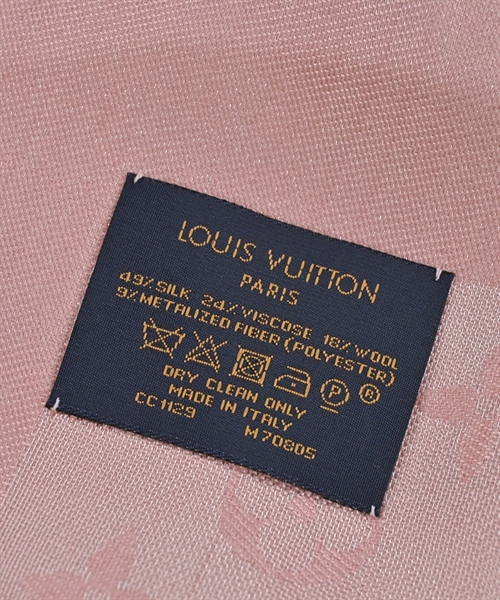 LOUIS VUITTON
PARIS
49% SILK 24% VISCOSE 18% WOOL
9% METALIZED FIBER (POLYESTER)
P ®
DRY CLEAN ONLY
MADE IN ITALY
CC1129 M70805